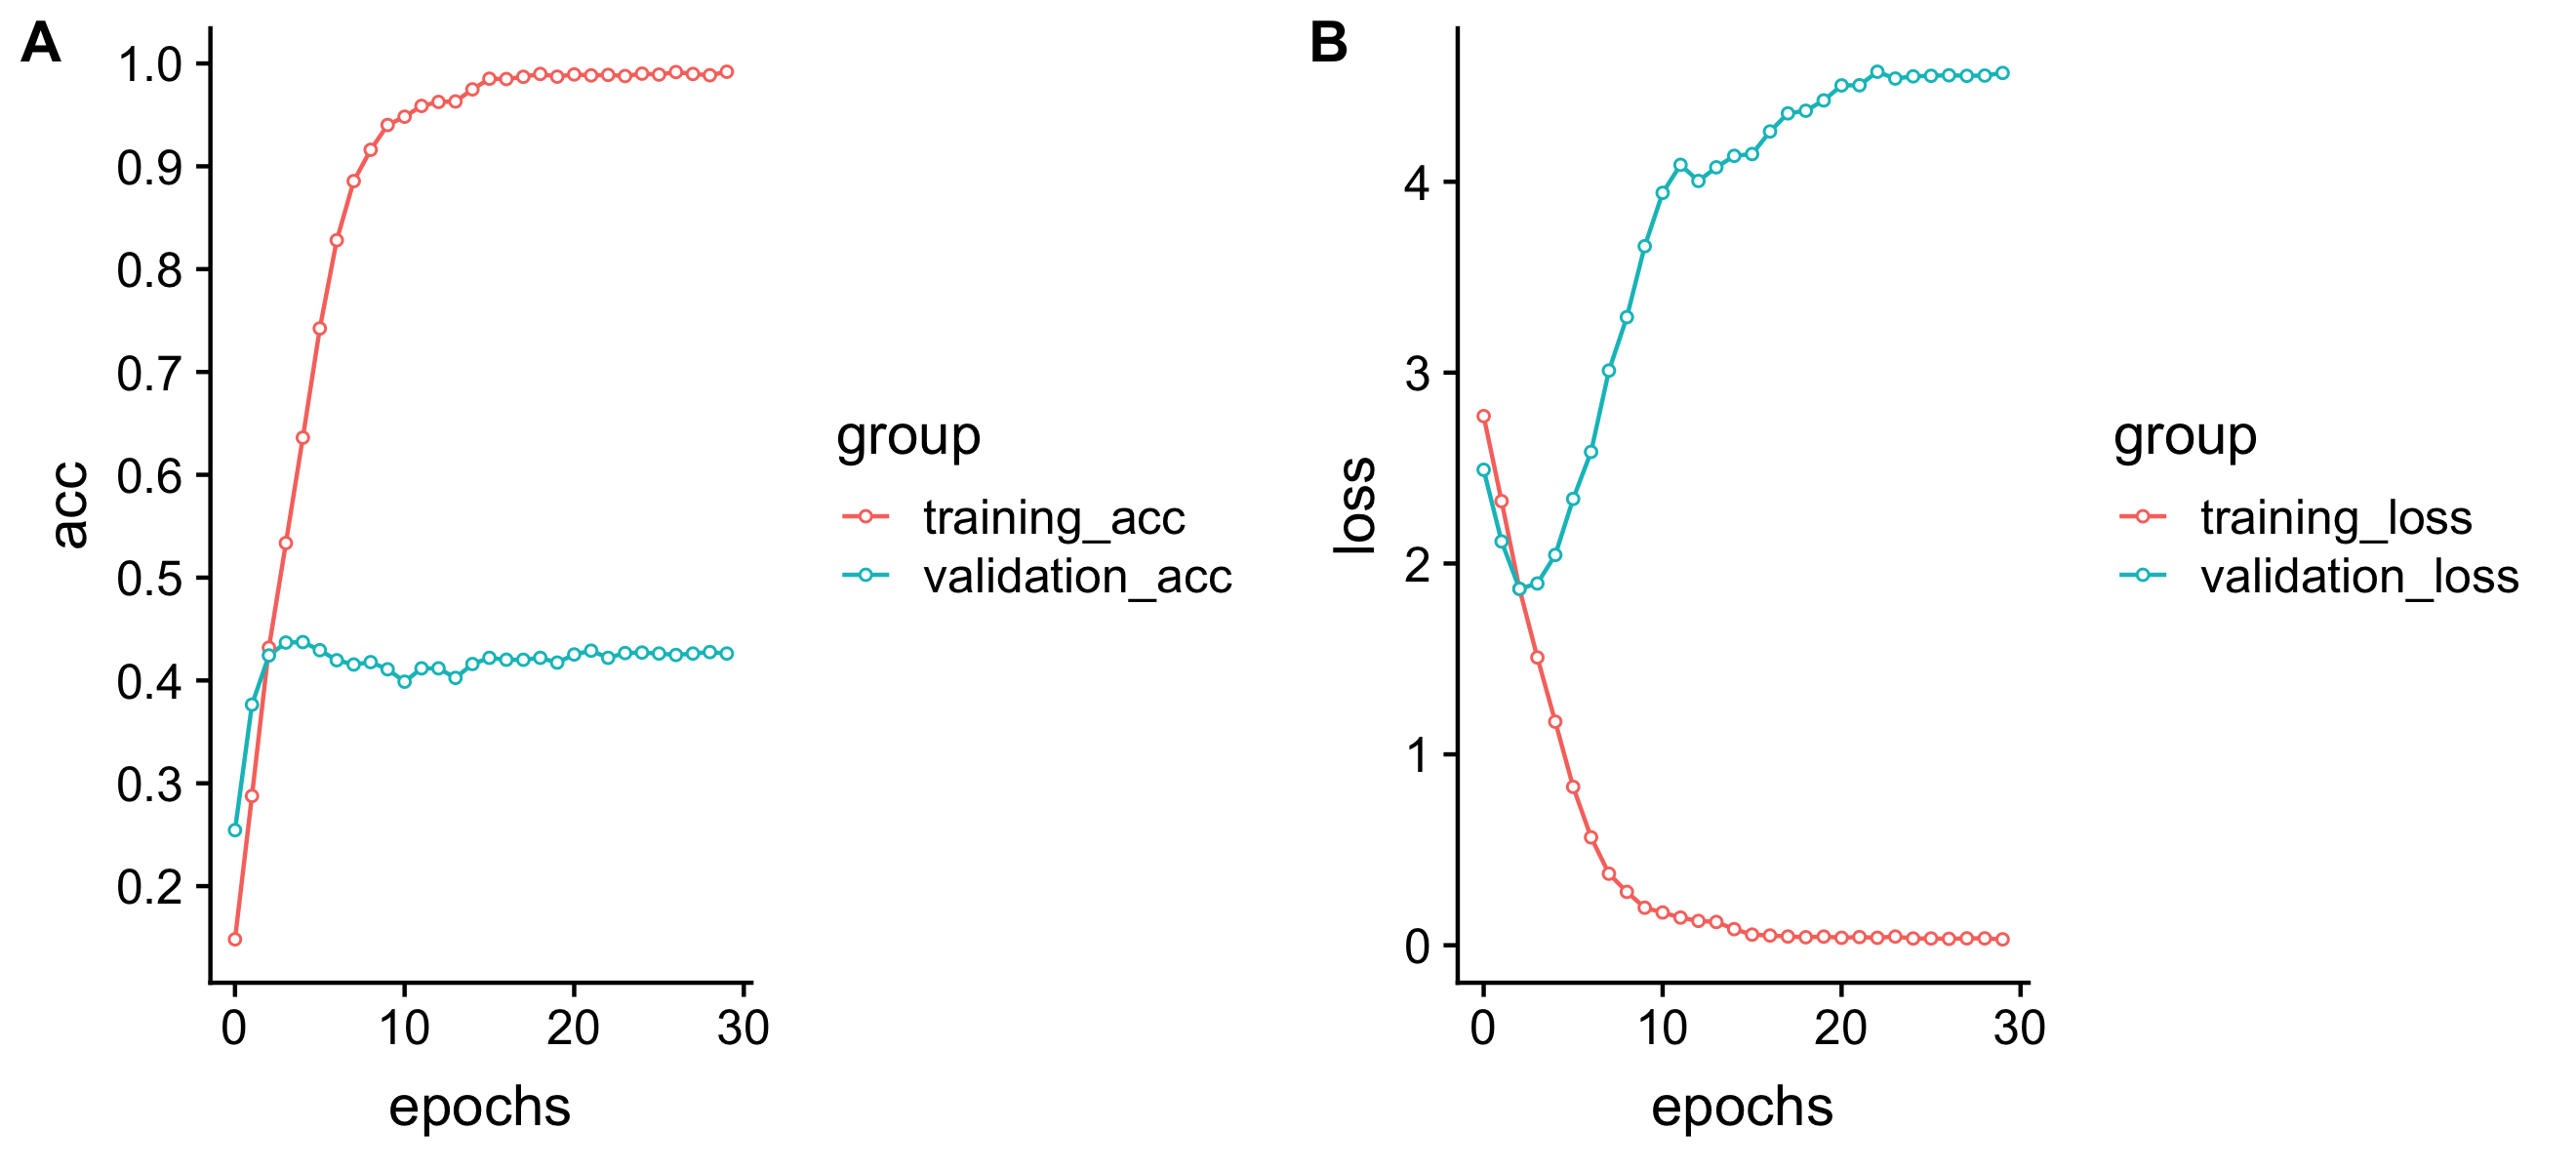 A
1.0
0.9
0.8
0.7
0.6
0.5
0.4
0.3
0.2
acc
0 10 20 30
epochs
group
training_acc
validation_acc
B
4
3
2
1
0
loss
0 10 20 30
epochs
group
training_loss
validation_loss